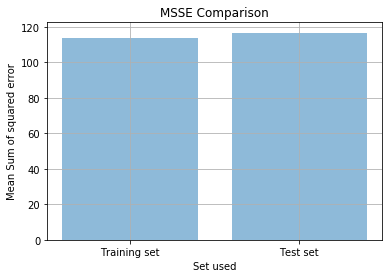 MSSE Comparison
120
100
80
60
40
20
0
Mean Sum of squared error
Training set
Test set
Set used